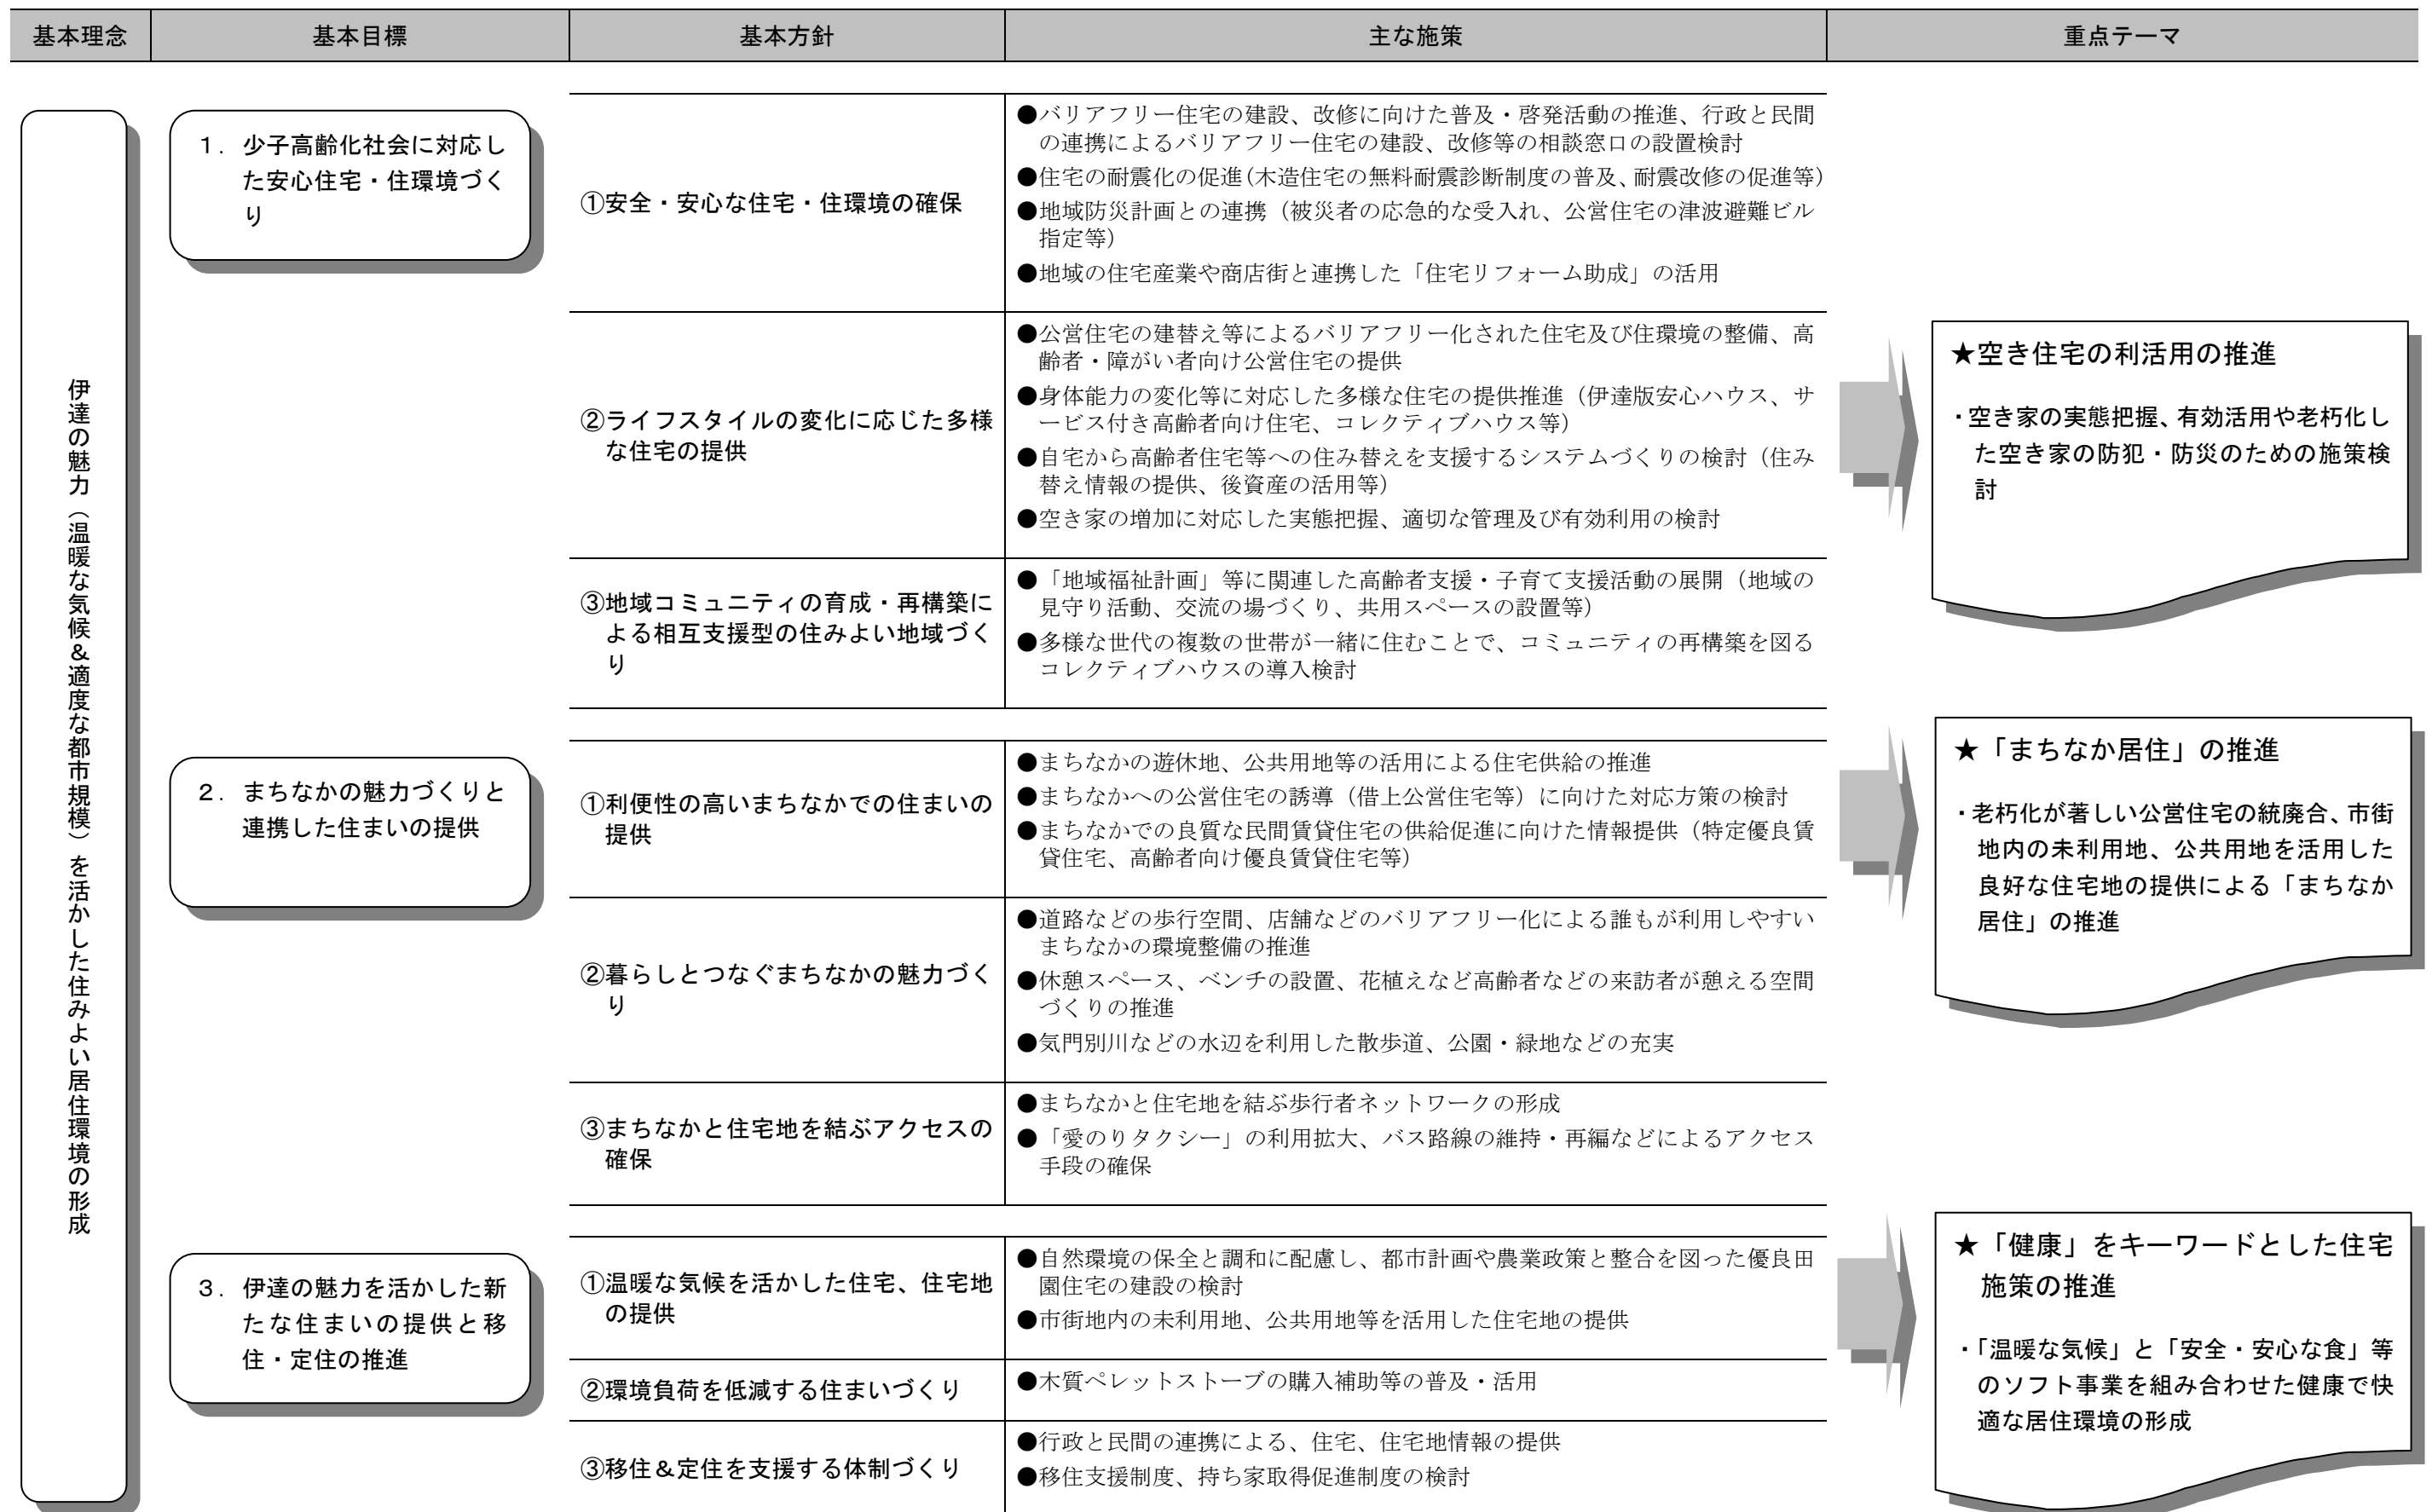 基本理念
基本目標
基本方針
主な施策
重点テーマ
伊達の魅力（温暖な気候＆適度な都市規模）を活かした住みよい居住環境の形成
１．少子高齢化社会に対応し
た安心住宅・住環境づく
り
①安全・安心な住宅・住環境の確保
●バリアフリー住宅の建設、改修に向けた普及・啓発活動の推進、行政と民間
の連携によるバリアフリー住宅の建設、改修等の相談窓口の設置検討
●住宅の耐震化の促進（木造住宅の無料耐震診断制度の普及、耐震改修の促進等）
●地域防災計画との連携（被災者の応急的な受入れ、公営住宅の津波避難ビル
指定等）
●地域の住宅産業や商店街と連携した「住宅リフォーム助成」の活用
②ライフスタイルの変化に応じた多様
な住宅の提供
●公営住宅の建替え等によるバリアフリー化された住宅及び住環境の整備、高
齢者・障がい者向け公営住宅の提供
●身体能力の変化等に対応した多様な住宅の提供推進（伊達版安心ハウス、サ
ービス付き高齢者向け住宅、コレクティブハウス等）
●自宅から高齢者住宅等への住み替えを支援するシステムづくりの検討（住み
替え情報の提供、後資産の活用等）
●空き家の増加に対応した実態把握、適切な管理及び有効利用の検討
③地域コミュニティの育成・再構築に
よる相互支援型の住みよい地域づく
り
●「地域福祉計画」等に関連した高齢者支援・子育て支援活動の展開（地域の
見守り活動、交流の場づくり、共用スペースの設置等）
●多様な世代の複数の世帯が一緒に住むことで、コミュニティの再構築を図る
コレクティブハウスの導入検討
★空き住宅の利活用の推進
・空き家の実態把握、有効活用や老朽化し
た空き家の防犯・防災のための施策検
討
２．まちなかの魅力づくりと
連携した住まいの提供
①利便性の高いまちなかでの住まいの
提供
●まちなかの遊休地、公共用地等の活用による住宅供給の推進
●まちなかへの公営住宅の誘導（借上公営住宅等）に向けた対応方策の検討
●まちなかでの良質な民間賃貸住宅の供給促進に向けた情報提供（特定優良賃
貸住宅、高齢者向け優良賃貸住宅等）
②暮らしとつなぐまちなかの魅力づく
り
●道路などの歩行空間、店舗などのバリアフリー化による誰もが利用しやすい
まちなかの環境整備の推進
●休憩スペース、ベンチの設置、花植えなど高齢者などの来訪者が憩える空間
づくりの推進
●気門別川などの水辺を利用した散歩道、公園・緑地などの充実
③まちなかと住宅地を結ぶアクセスの
確保
●まちなかと住宅地を結ぶ歩行者ネットワークの形成
●「愛のりタクシー」の利用拡大、バス路線の維持・再編などによるアクセス
手段の確保
★「まちなか居住」の推進
・老朽化が著しい公営住宅の統廃合、市街
地内の未利用地、公共用地を活用した
良好な住宅地の提供による「まちなか
居住」の推進
３．伊達の魅力を活かした新
たな住まいの提供と移
住・定住の推進
①温暖な気候を活かした住宅、住宅地
の提供
●自然環境の保全と調和に配慮し、都市計画や農業政策と整合を図った優良田
園住宅の建設の検討
●市街地内の未利用地、公共用地等を活用した住宅地の提供
②環境負荷を低減する住まいづくり
●木質ペレットストーブの購入補助等の普及・活用
③移住＆定住を支援する体制づくり
●行政と民間の連携による、住宅、住宅地情報の提供
●移住支援制度、持ち家取得促進制度の検討
★「健康」をキーワードとした住宅
施策の推進
・「温暖な気候」と「安全・安心な食」等
のソフト事業を組み合わせた健康で快
適な居住環境の形成